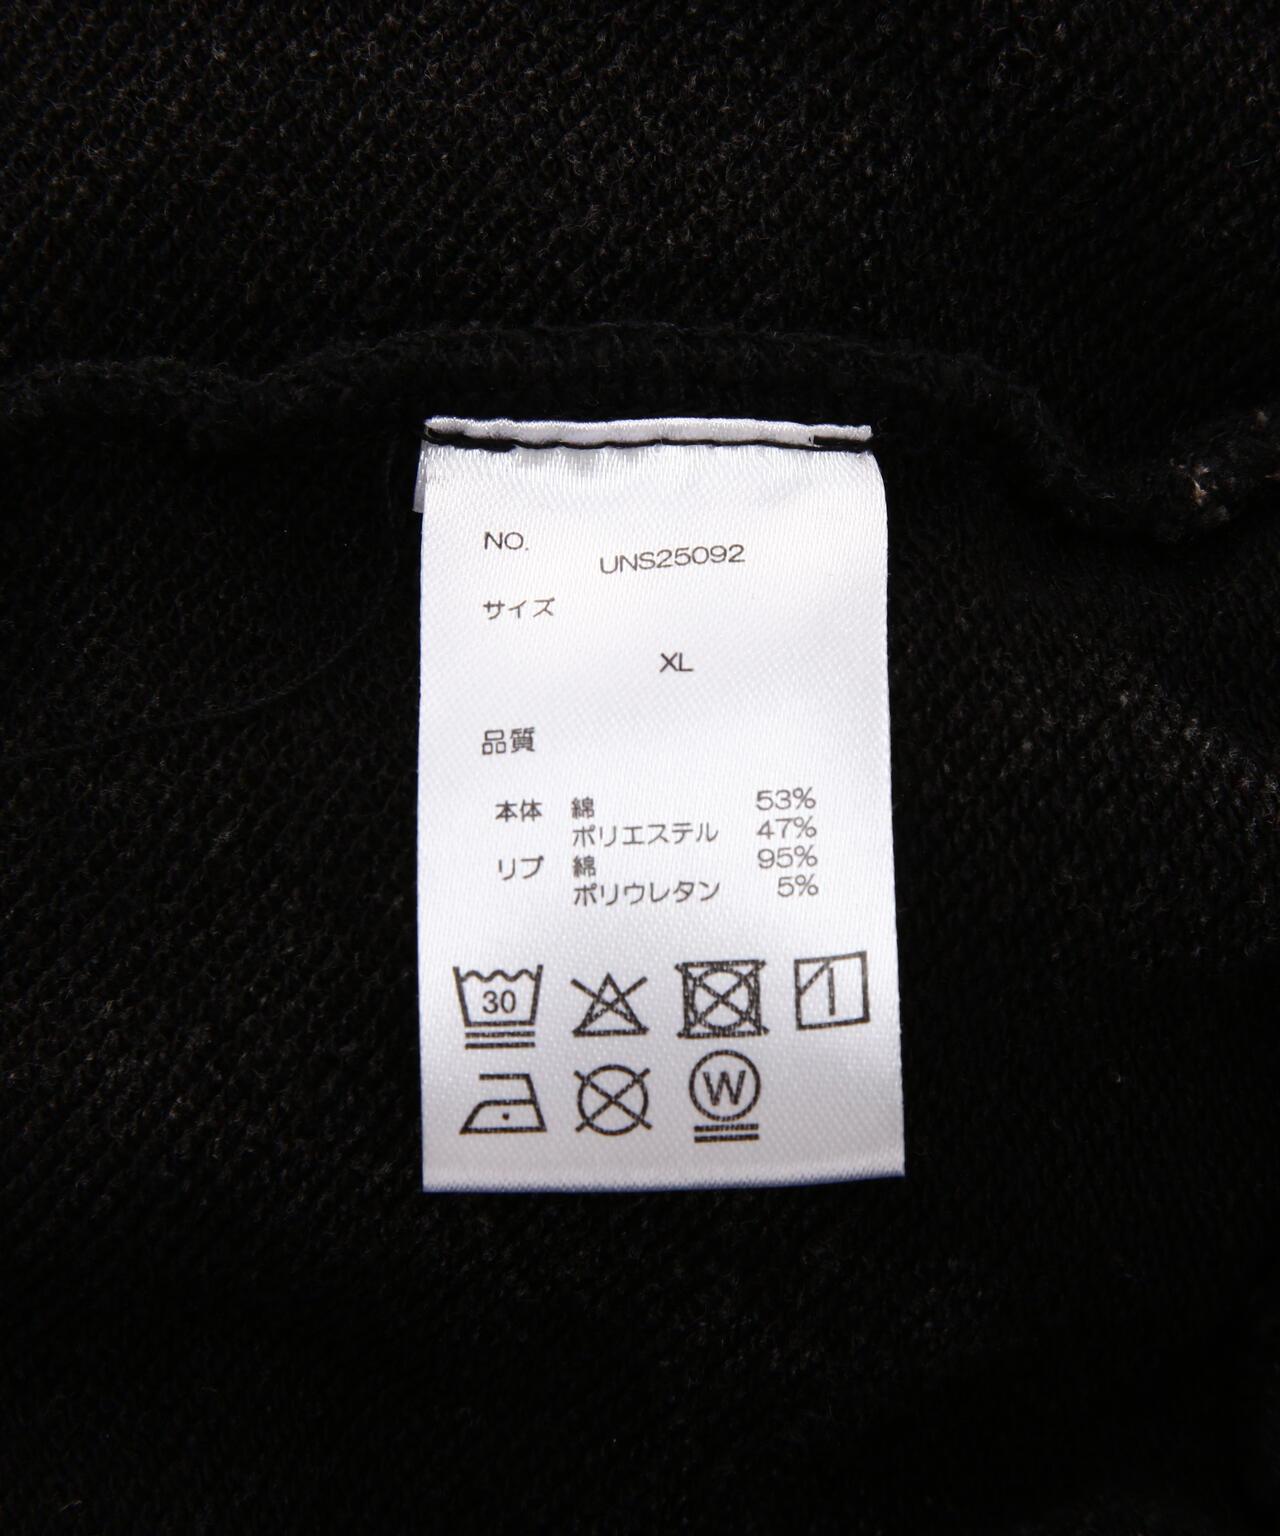 NO.
UNS25092
サイズ
XL
品質
本体 綿 53%
ポリエステル 47%
リブ 綿 95%
ポリウレタン 5%
30
W